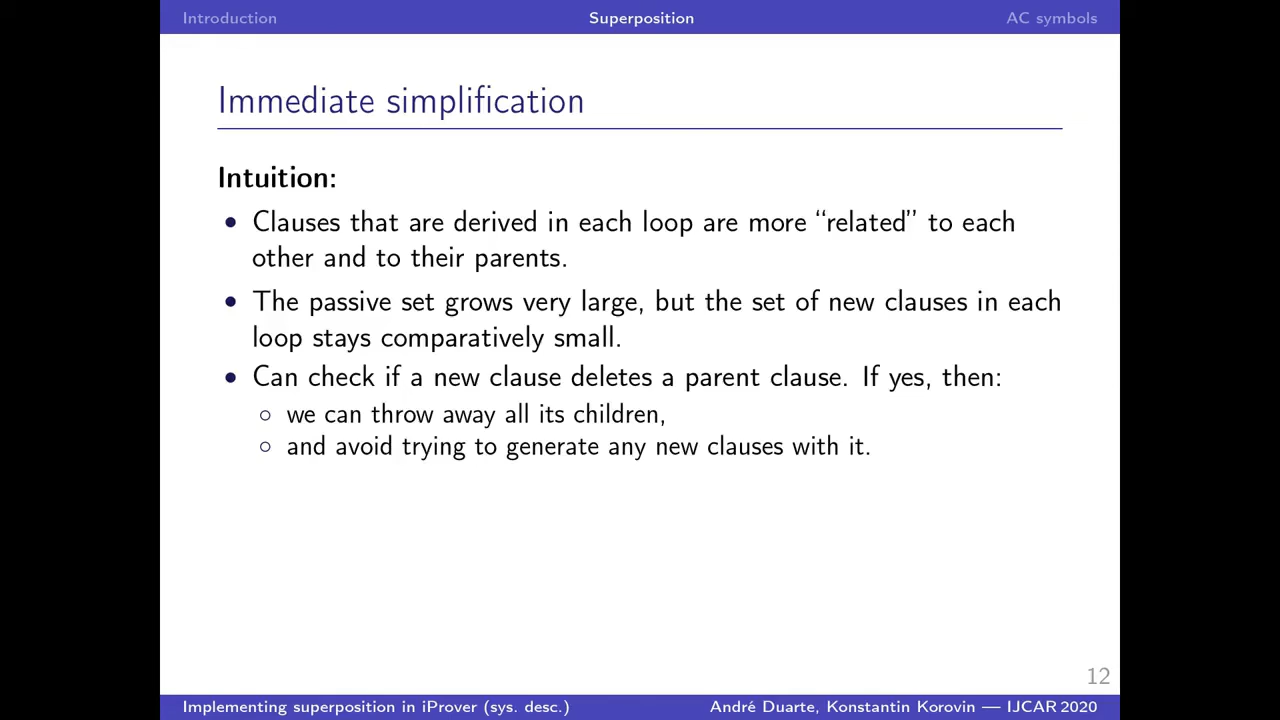 Introduction Superposition AC symbols
Immediate simplification
Intuition:
• Clauses that are derived in each loop are more “related” to each
other and to their parents.
• The passive set grows very large, but the set of new clauses in each
loop stays comparatively small.
• Can check if a new clause deletes a parent clause. If yes, then:
○ we can throw away all its children,
○ and avoid trying to generate any new clauses with it.
12
Implementing superposition in iProver (sys. desc.) André Duarte, Konstantin Korovin — IJCAR 2020